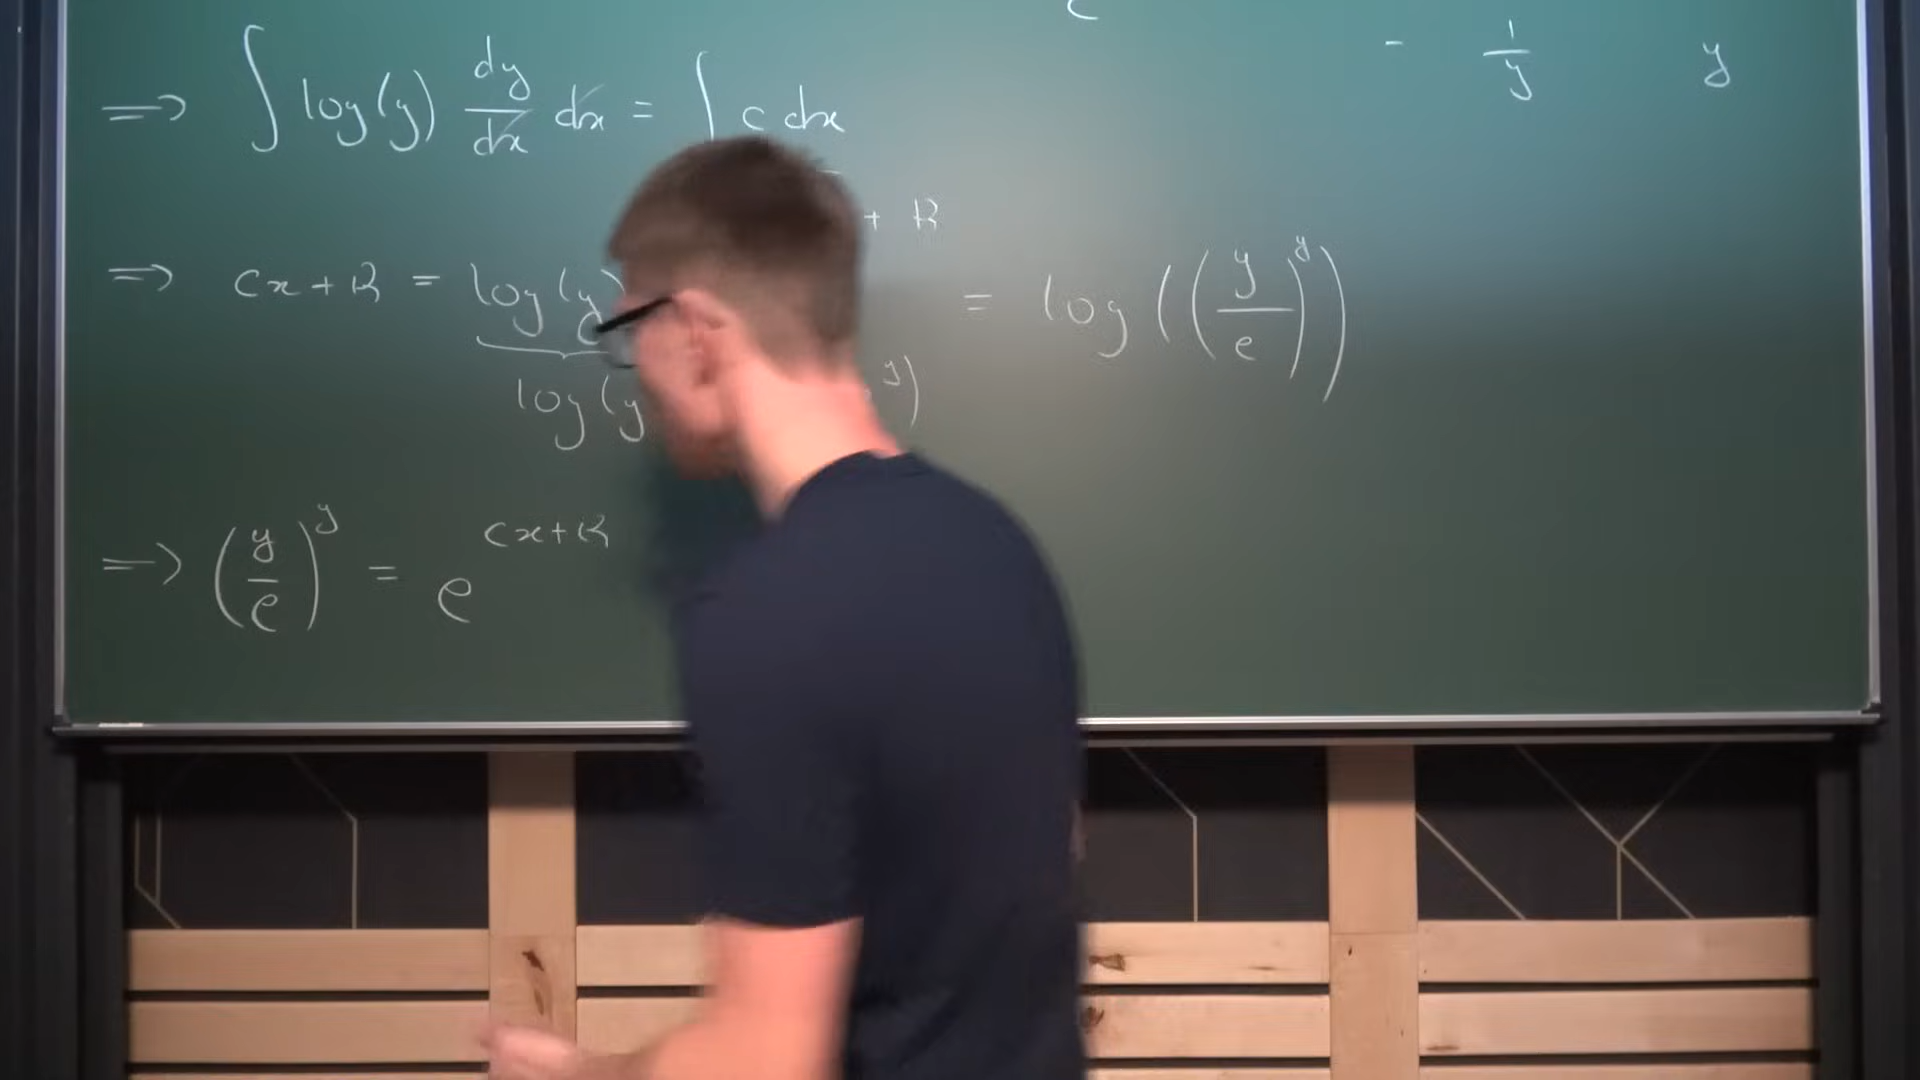 ⟹ ∫ log(y) dy/dx dx = ∫ c dx
- 1/y y
+ k
⟹ cx+k = log(y) = log((y/e)^y)
log(y y)
⟹ (y/e)^y = e^(cx+k)